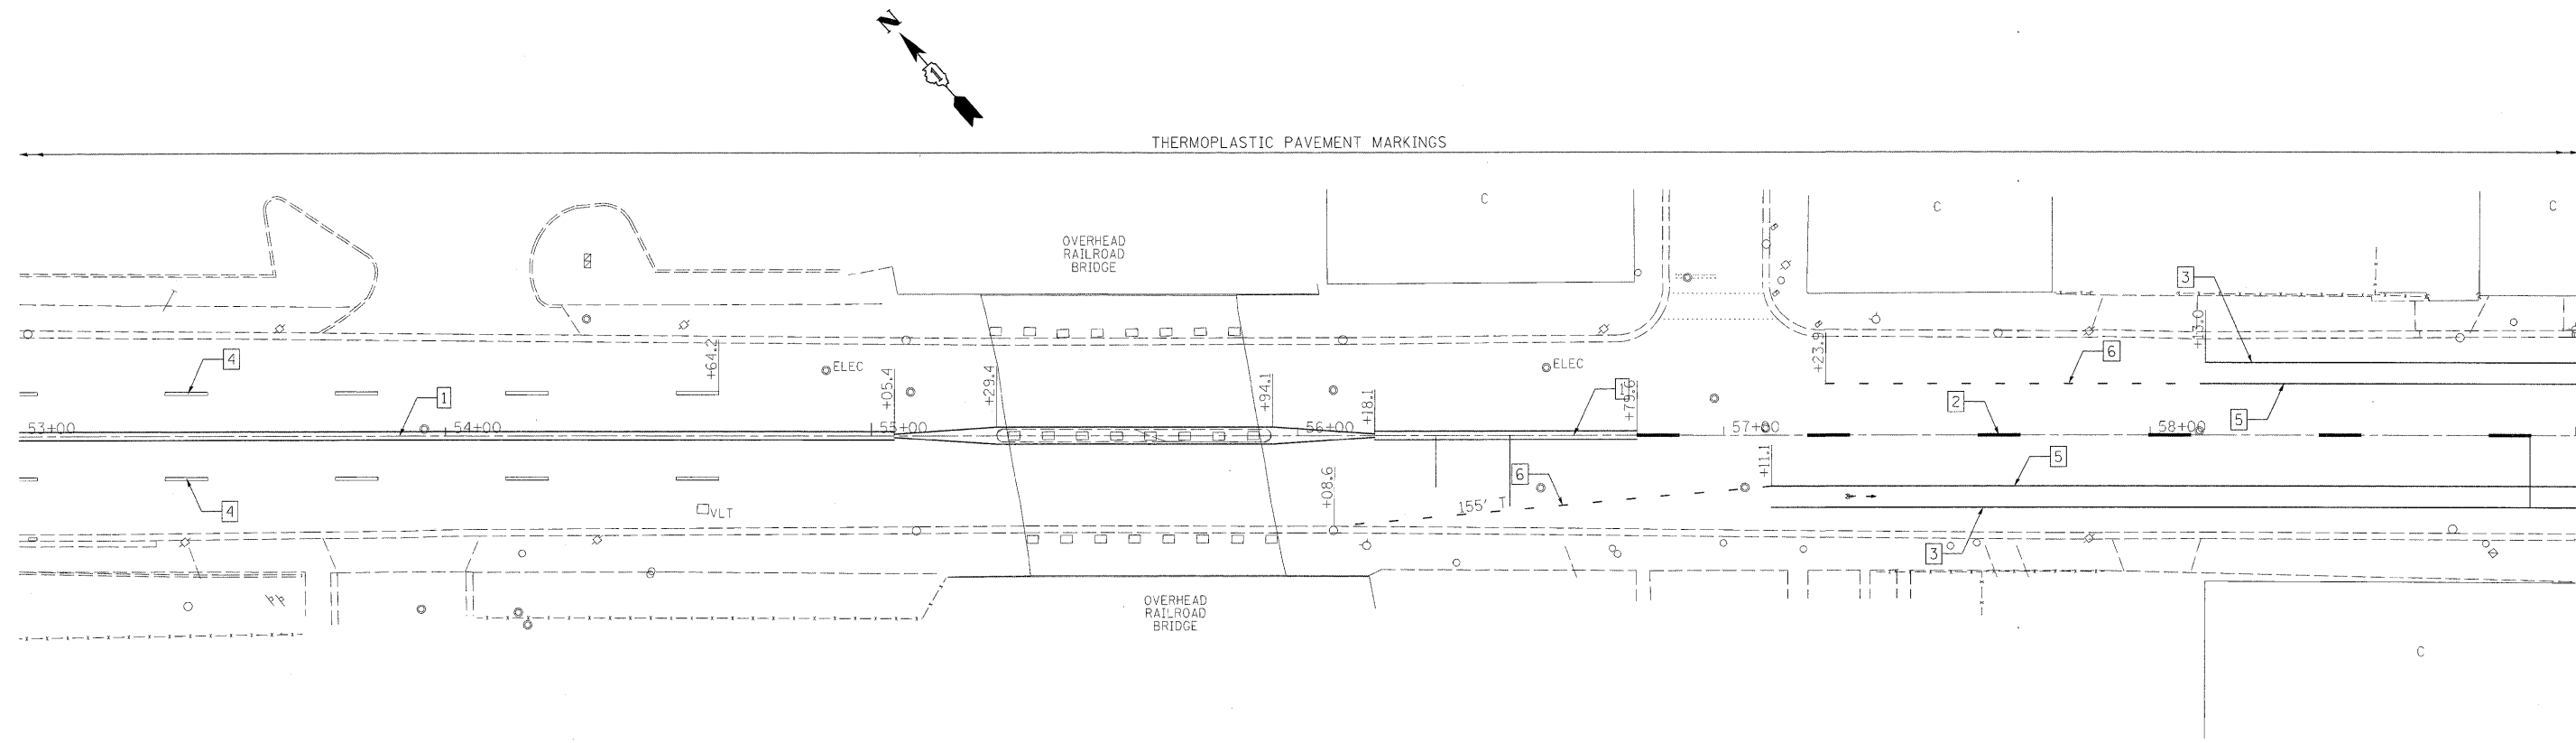 N
1
THERMOPLASTIC PAVEMENT MARKINGS
C
C
C
OVERHEAD
RAILROAD
BRIDGE
3
+13.0
4
+64.2
ELEC
+05.4
+29.4
+94.1
+18.1
ELEC
1
+79.6
+23.9
6
1
2
5
53+00
54+00
55+00
56+00
57+00
58+00
4
VLT
+08.6
155' T
6
+11.1
5
3
OVERHEAD
RAILROAD
BRIDGE
C